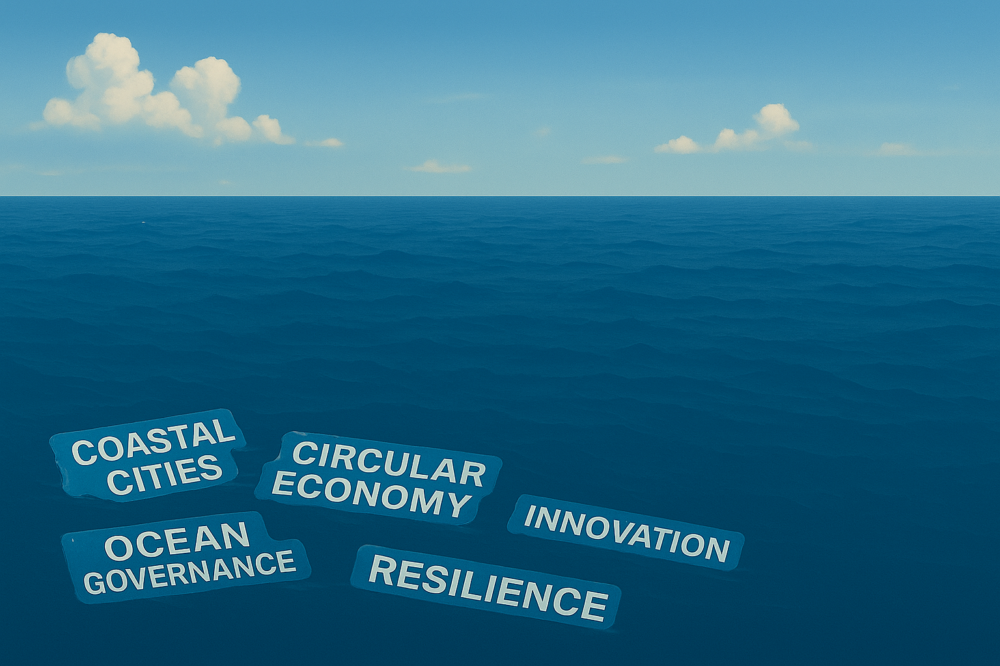 COASTAL
CITIES
CIRCULAR
ECONOMY
INNOVATION
OCEAN
GOVERNANCE
RESILIENCE